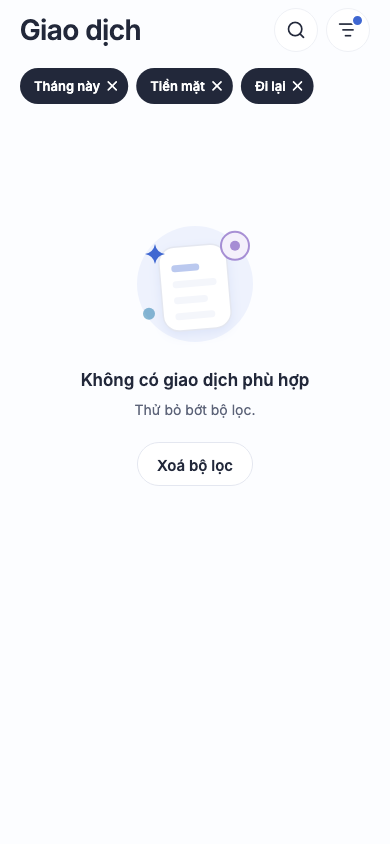 Giao dịch
Tháng này
Tiền mặt
Đi lại
Không có giao dịch phù hợp
Thử bỏ bớt bộ lọc.
Xoá bộ lọc